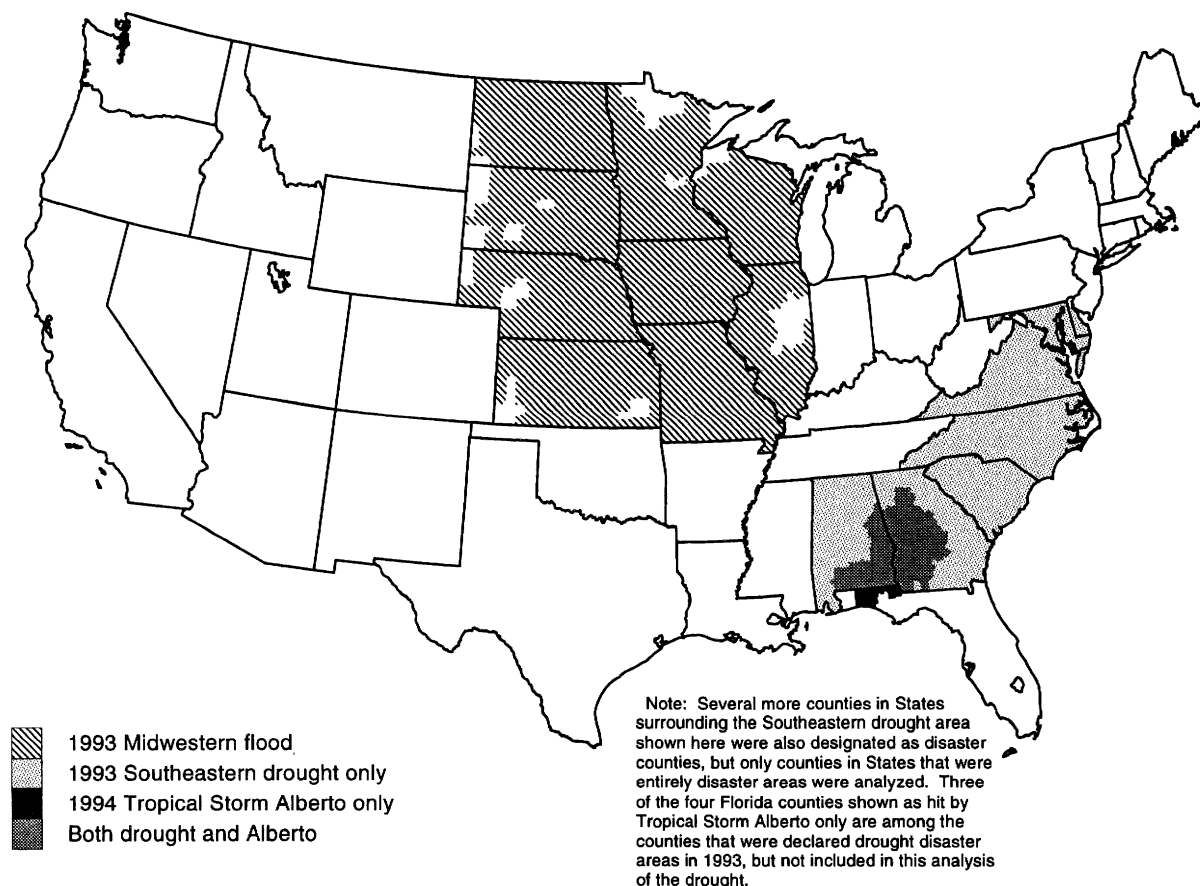 1993 Midwestern flood
1993 Southeastern drought only
1994 Tropical Storm Alberto only
Both drought and Alberto
Note: Several more counties in States
surrounding the Southeastern drought area
shown here were also designated as disaster
counties, but only counties in States that were
entirely disaster areas were analyzed. Three
of the four Florida counties shown as hit by
Tropical Storm Alberto only are among the
counties that were declared drought disaster
areas in 1993, but not included in this analysis
of the drought.